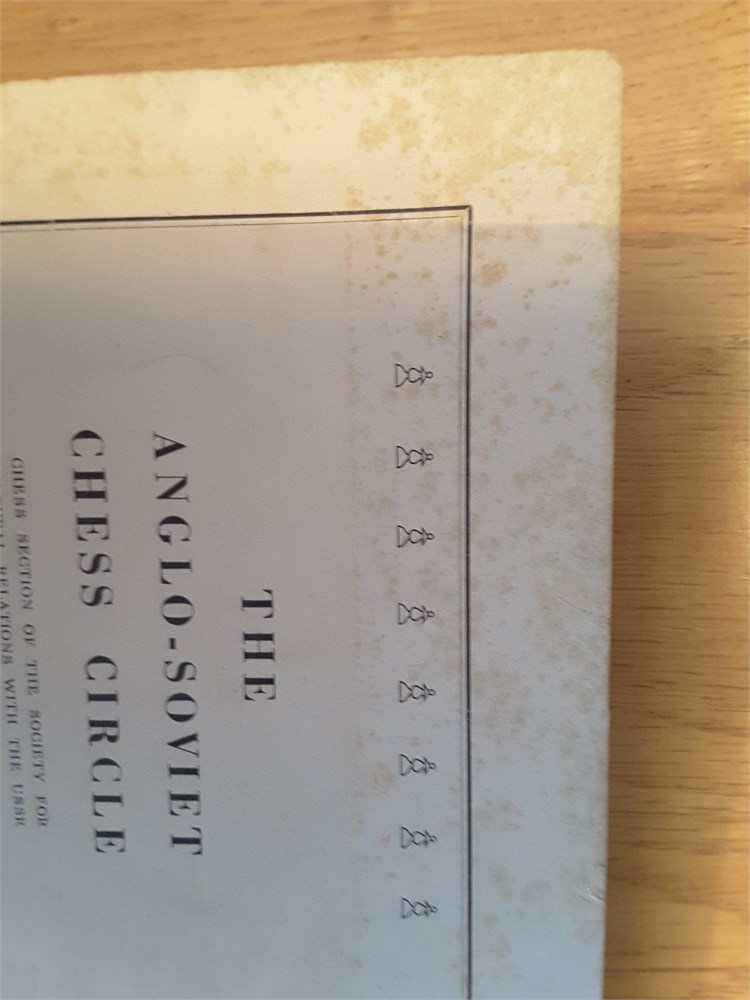 THE
ANGLO-SOVIET
CHESS CIRCLE
CHESS SECTION OF THE SOCIETY FOR
RELATIONS WITH THE USSR